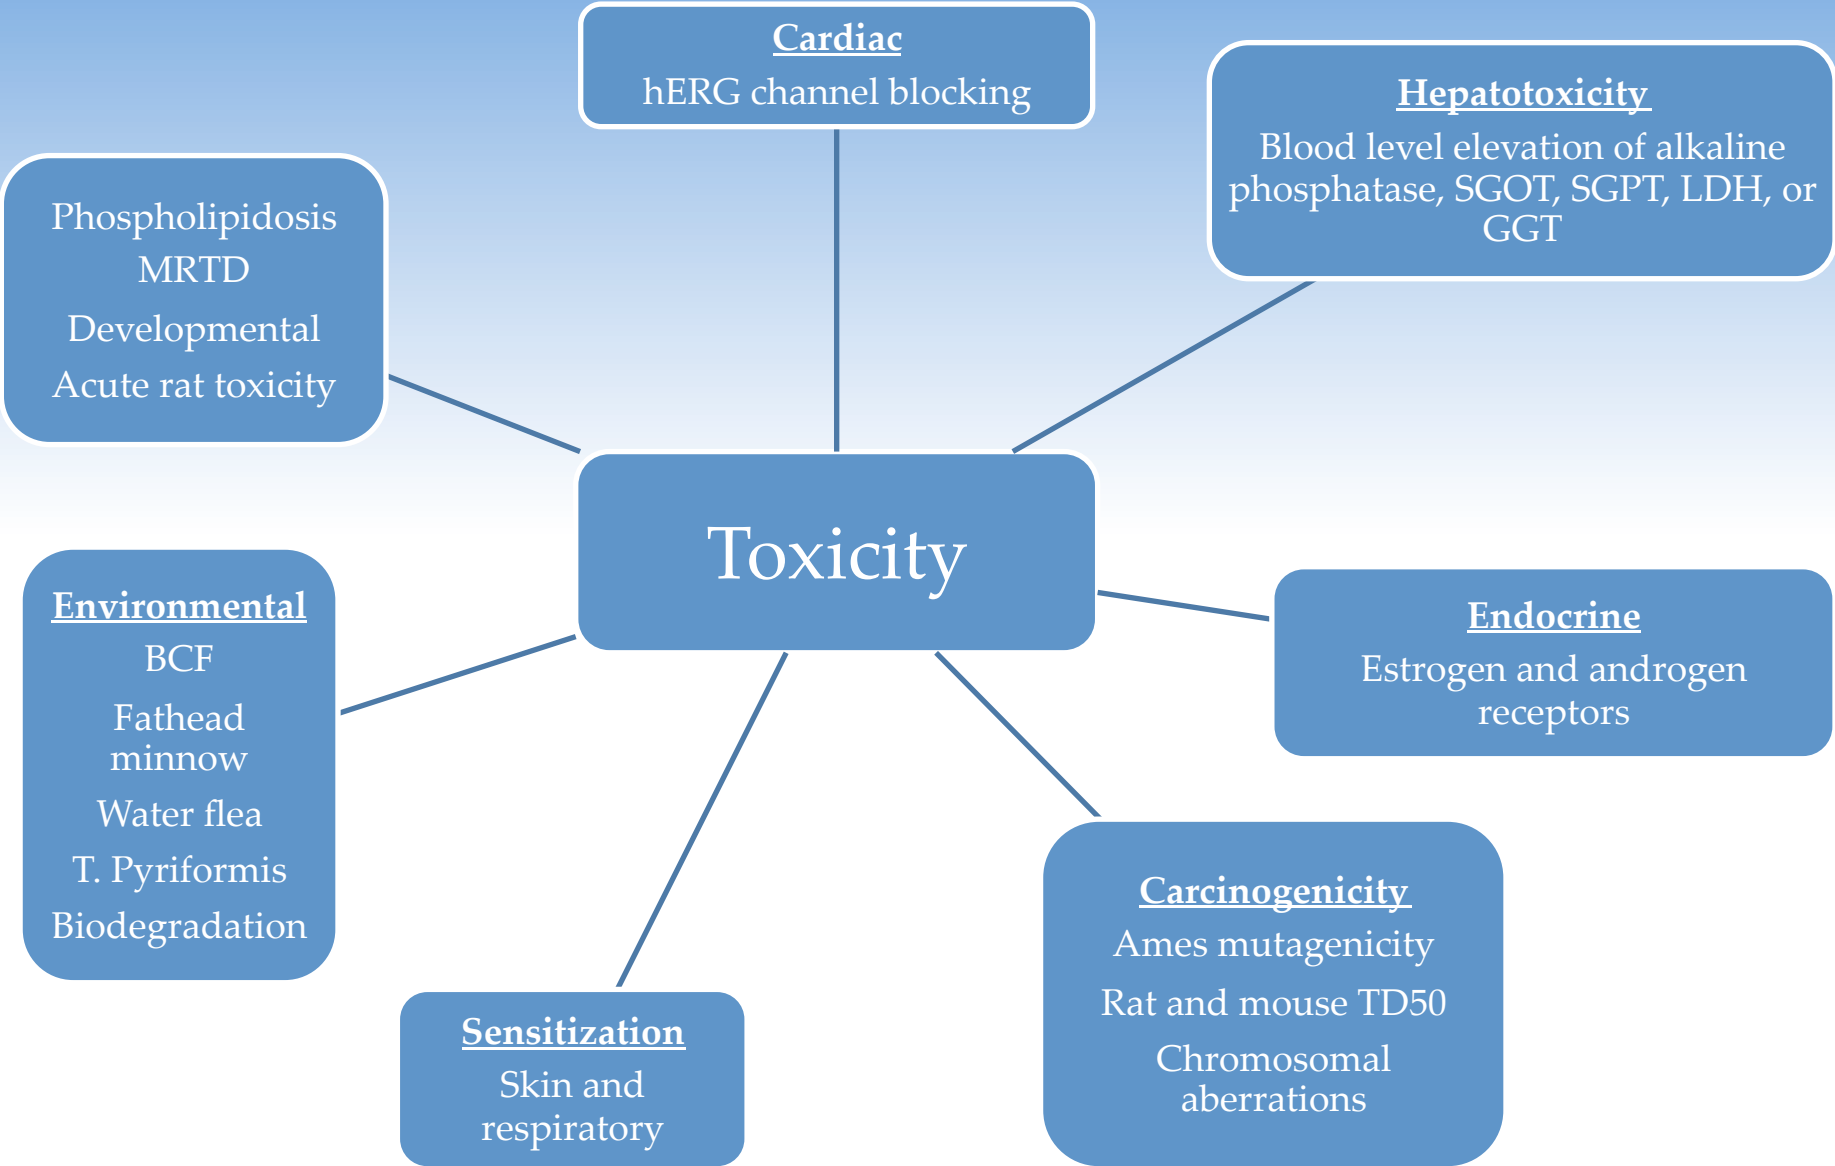 Cardiac
hERG channel blocking
Hepatotoxicity
Blood level elevation of alkaline
phosphatase, SGOT, SGPT, LDH, or
GGT
Phospholipidosis
MRTD
Developmental
Acute rat toxicity
Toxicity
Environmental
BCF
Fathead
minnow
Water flea
T. Pyriformis
Biodegradation
Endocrine
Estrogen and androgen
receptors
Carcinogenicity
Ames mutagenicity
Rat and mouse TD50
Chromosomal
aberrations
Sensitization
Skin and
respiratory